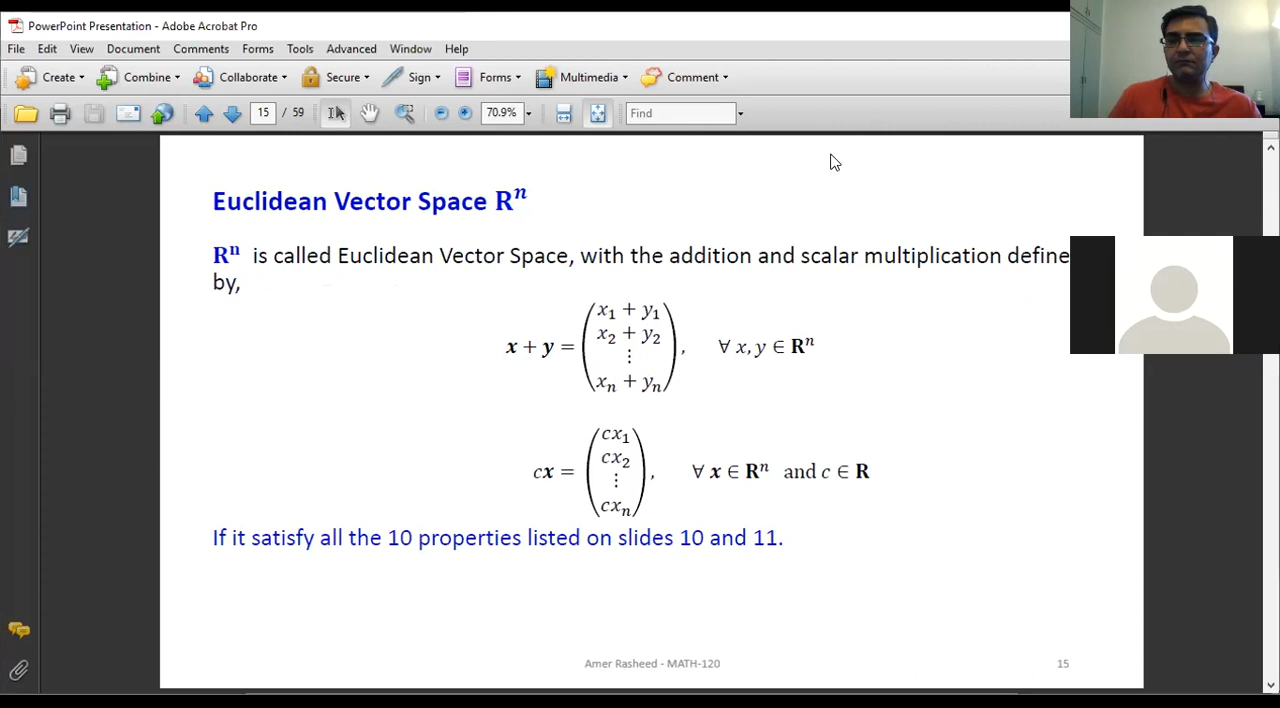 PowerPoint Presentation - Adobe Acrobat Pro
File Edit View Document Comments Forms Tools Advanced Window Help
Create Combine Collaborate Secure Sign Forms Multimedia Comment
15 / 59 70.9% Find
Euclidean Vector Space Rⁿ
Rⁿ is called Euclidean Vector Space, with the addition and scalar multiplication define
by,
x + y = (x₁ + y₁ x₂ + y₂ ⋮ xₙ + yₙ), ∀ x, y ∈ Rⁿ
cx = (cx₁ cx₂ ⋮ cxₙ), ∀ x ∈ Rⁿ and c ∈ R
If it satisfy all the 10 properties listed on slides 10 and 11.
Amer Rasheed - MATH-120 15